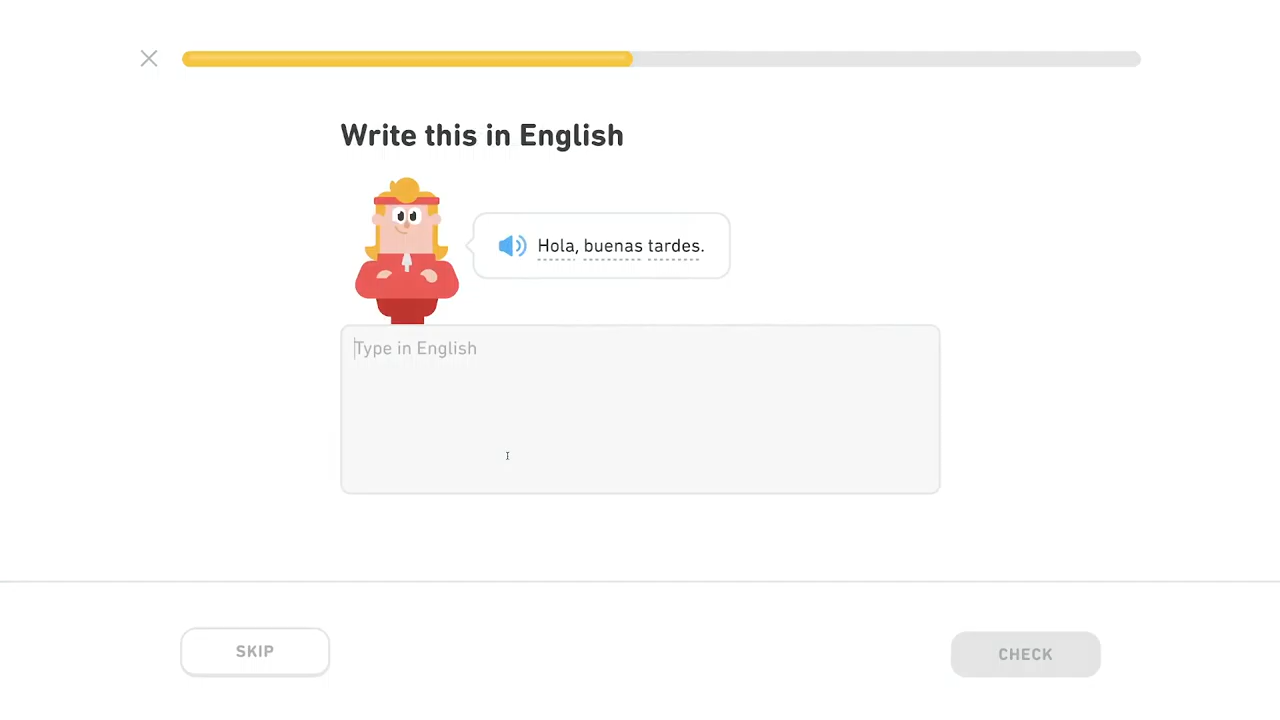 Write this in English
Hola, buenas tardes.
Type in English
SKIP
CHECK